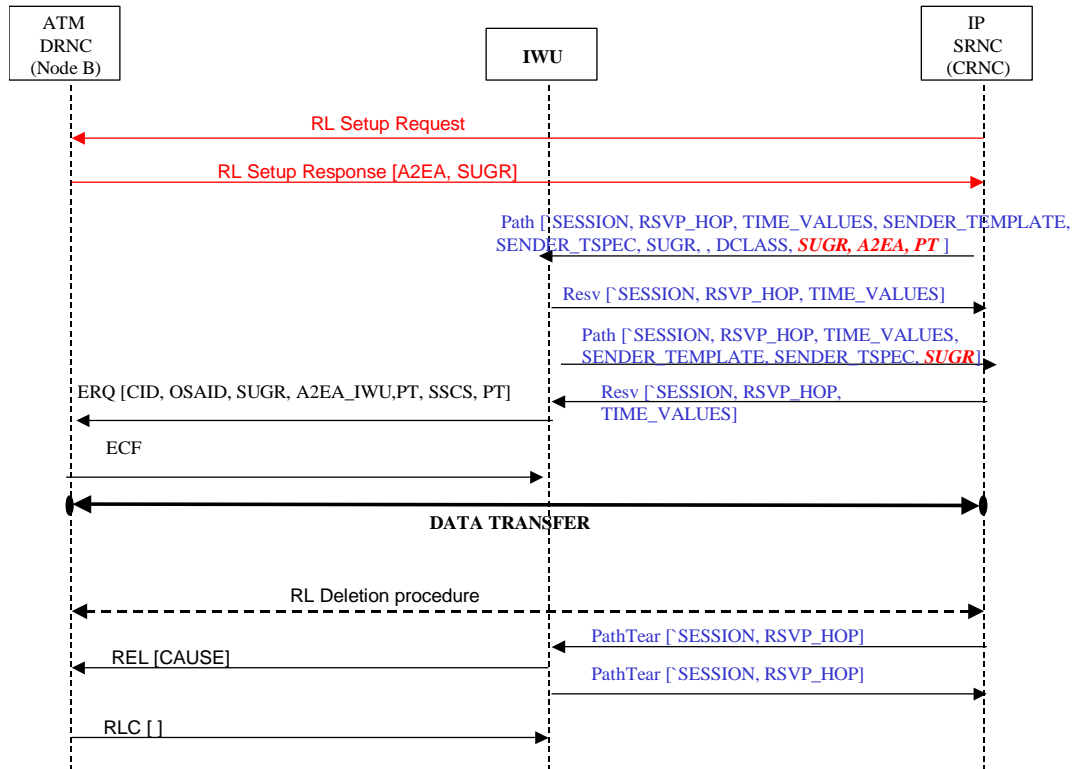 ATM
DRNC
(Node B)
IWU
IP
SRNC
(CRNC)
RL Setup Request
RL Setup Response [A2EA, SUGR]
Path [`SESSION, RSVP_HOP, TIME_VALUES, SENDER_TEMPLATE,
SENDER_TSPEC, SUGR, , DCLASS, SUGR, A2EA, PT ]
Resv [`SESSION, RSVP_HOP, TIME_VALUES]
Path [`SESSION, RSVP_HOP, TIME_VALUES,
SENDER_TEMPLATE, SENDER_TSPEC, SUGR]
ERQ [CID, OSAID, SUGR, A2EA_IWU,PT, SSCS, PT]
Resv [`SESSION, RSVP_HOP,
TIME_VALUES]
ECF
DATA TRANSFER
RL Deletion procedure
PathTear [`SESSION, RSVP_HOP]
REL [CAUSE]
PathTear [`SESSION, RSVP_HOP]
RLC [ ]